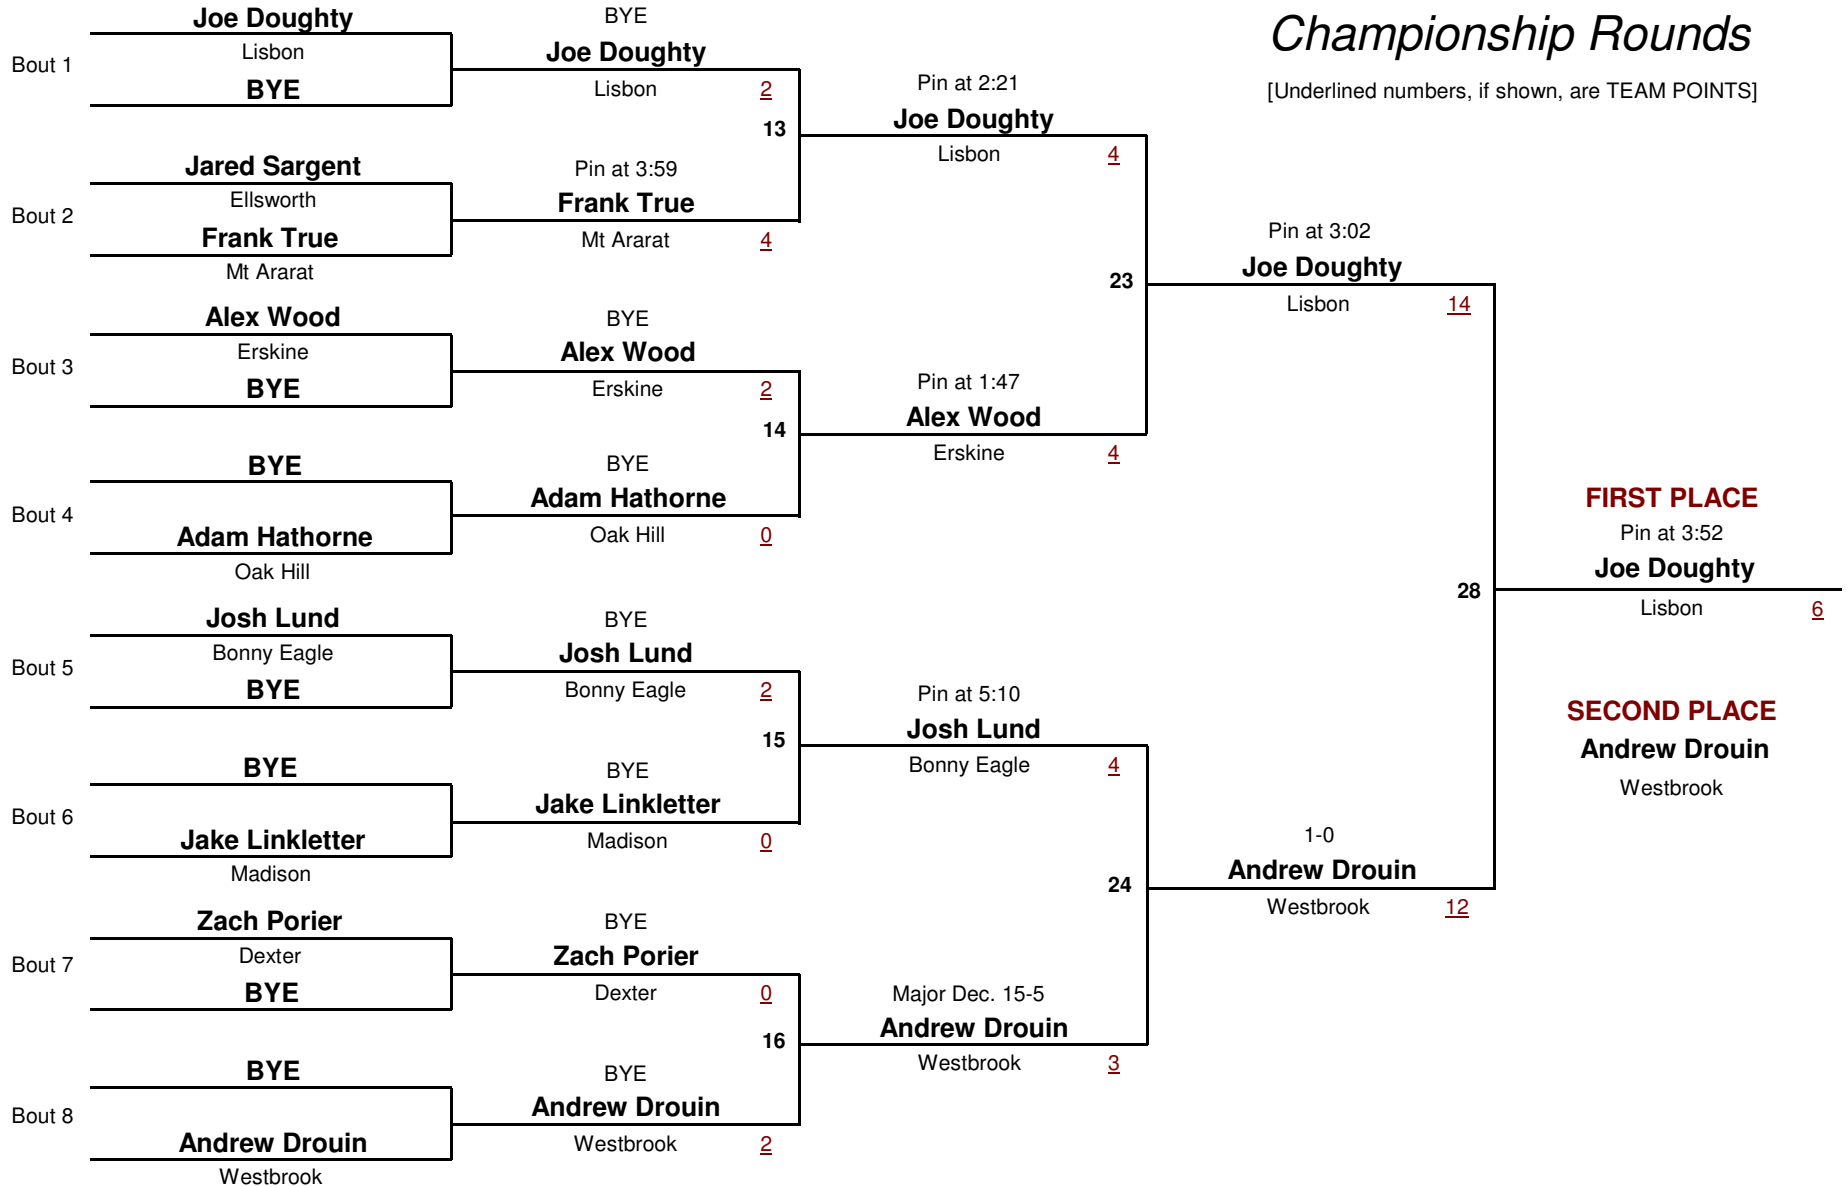 Championship Rounds
[Underlined numbers, if shown, are TEAM POINTS]
Bout 1
Joe Doughty
Lisbon
BYE
Bout 2
Jared Sargent
Ellsworth
Frank True
Mt Ararat
Bout 3
Alex Wood
Erskine
BYE
Bout 4
BYE
Adam Hathorne
Oak Hill
Bout 5
Josh Lund
Bonny Eagle
BYE
Bout 6
BYE
Jake Linkletter
Madison
Bout 7
Zach Porier
Dexter
BYE
Bout 8
BYE
Andrew Drouin
Westbrook
BYE
Joe Doughty
Lisbon 2
13
Pin at 3:59
Frank True
Mt Ararat 4
BYE
Alex Wood
Erskine 2
14
BYE
Adam Hathorne
Oak Hill 0
BYE
Josh Lund
Bonny Eagle 2
15
BYE
Jake Linkletter
Madison 0
BYE
Zach Porier
Dexter 0
16
BYE
Andrew Drouin
Westbrook 2
Pin at 2:21
Joe Doughty
Lisbon 4
23
Pin at 1:47
Alex Wood
Erskine 4
Pin at 5:10
Josh Lund
Bonny Eagle 4
24
Major Dec. 15-5
Andrew Drouin
Westbrook 3
Pin at 3:02
Joe Doughty
Lisbon 14
28
1-0
Andrew Drouin
Westbrook 12
FIRST PLACE
Pin at 3:52
Joe Doughty
Lisbon 6
SECOND PLACE
Andrew Drouin
Westbrook